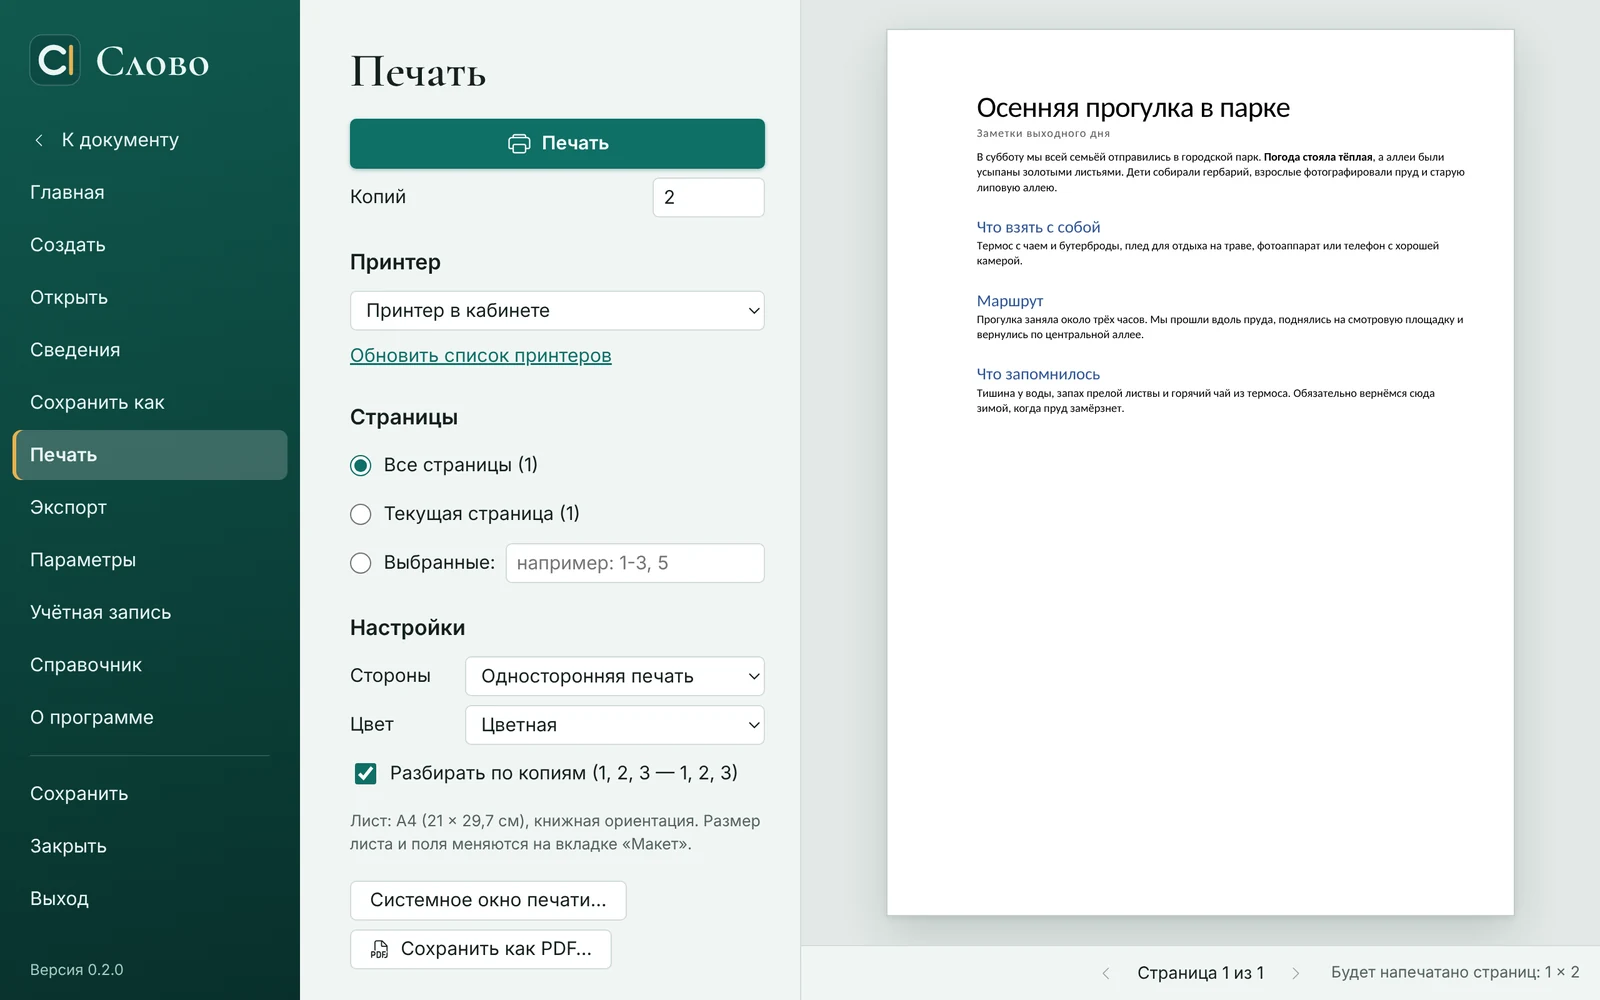 Сl Слово
К документу
Главная
Создать
Открыть
Сведения
Сохранить как
Печать
Экспорт
Параметры
Учётная запись
Справочник
О программе
Сохранить
Закрыть
Выход
Версия 0.2.0
Печать
Печать
Копий 2
Принтер
Принтер в кабинете
Обновить список принтеров
Страницы
Все страницы (1)
Текущая страница (1)
Выбранные: например: 1-3, 5
Настройки
Стороны Односторонняя печать
Цвет Цветная
Разбирать по копиям (1, 2, 3 — 1, 2, 3)
Лист: A4 (21 × 29,7 см), книжная ориентация. Размер
листа и поля меняются на вкладке «Макет».
Системное окно печати...
PDF Сохранить как PDF...
Осенняя прогулка в парке
Заметки выходного дня
В субботу мы всей семьёй отправились в городской парк. Погода стояла тёплая, а аллеи были
усыпаны золотыми листьями. Дети собирали гербарий, взрослые фотографировали пруд и старую
липовую аллею.
Что взять с собой
Термос с чаем и бутерброды, плед для отдыха на траве, фотоаппарат или телефон с хорошей
камерой.
Маршрут
Прогулка заняла около трёх часов. Мы прошли вдоль пруда, поднялись на смотровую площадку и
вернулись по центральной аллее.
Что запомнилось
Тишина у воды, запах прелой листвы и горячий чай из термоса. Обязательно вернёмся сюда
зимой, когда пруд замёрзнет.
Страница 1 из 1
Будет напечатано страниц: 1 × 2